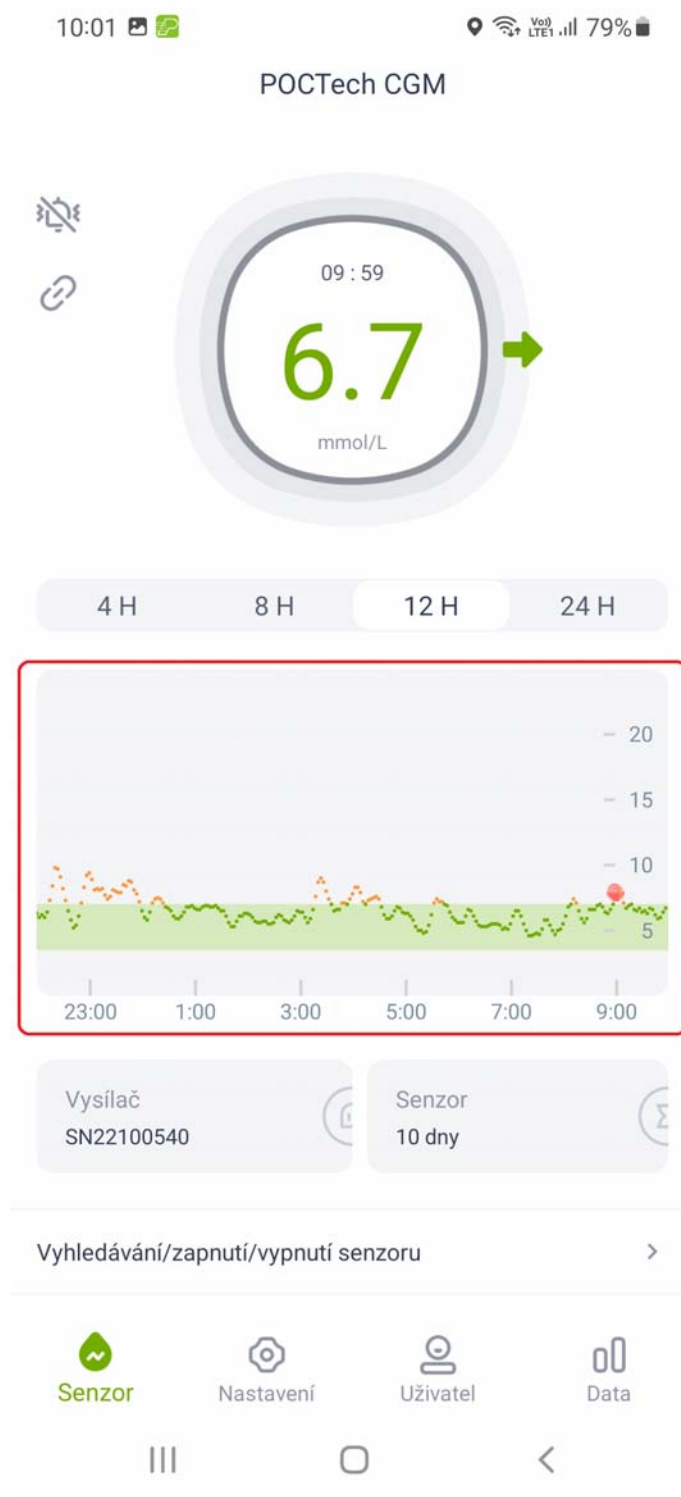 10:01 VoLTE1 79%
POCTech CGM
09 : 59
6.7
mmol/L
4 H 8 H 12 H 24 H
20
15
10
5
23:00 1:00 3:00 5:00 7:00 9:00
Vysílač Senzor
SN22100540 10 dny
Vyhledávání/zapnutí/vypnutí senzoru
Senzor Nastavení Uživatel Data